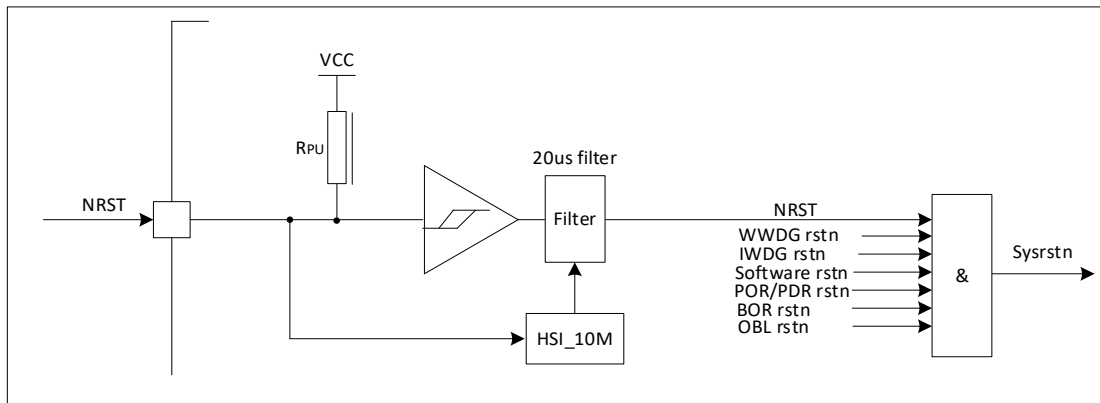 VCC
RPU
20us filter
NRST
Filter
NRST
WWDG rstn
IWDG rstn
Software rstn
POR/PDR rstn
BOR rstn
OBL rstn
&
Sysrstn
HSI_10M